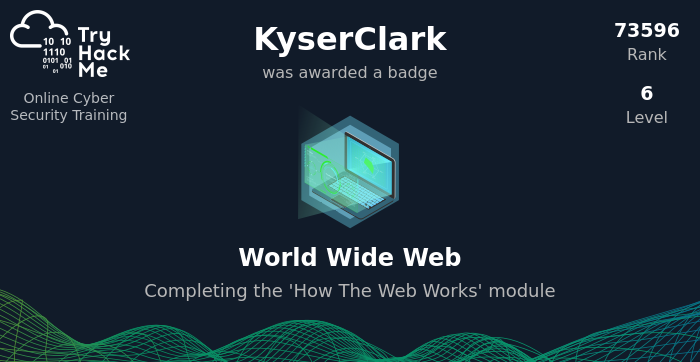 Try
Hack
Me
10 10
1110
0101 01
01 010
01
Online Cyber
Security Training
KyserClark
was awarded a badge
73596
Rank
6
Level
World Wide Web
Completing the 'How The Web Works' module